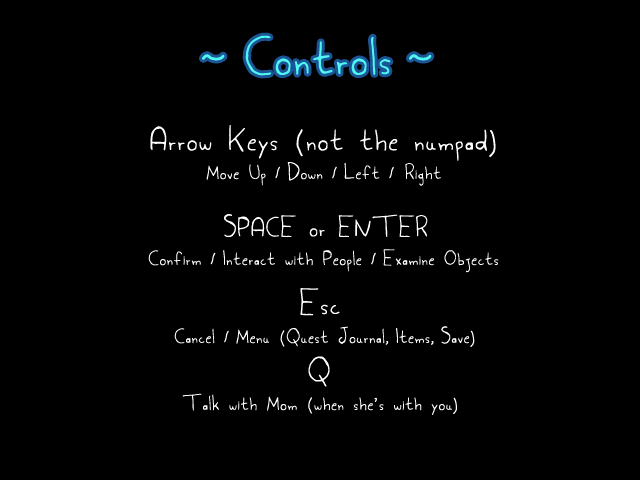 ~ Controls ~
Arrow Keys (not the numpad)
Move Up / Down / Left / Right
SPACE or ENTER
Confirm / Interact with People / Examine Objects
Esc
Cancel / Menu (Quest Journal, Items, Save)
Q
Talk with Mom (when she's with you)